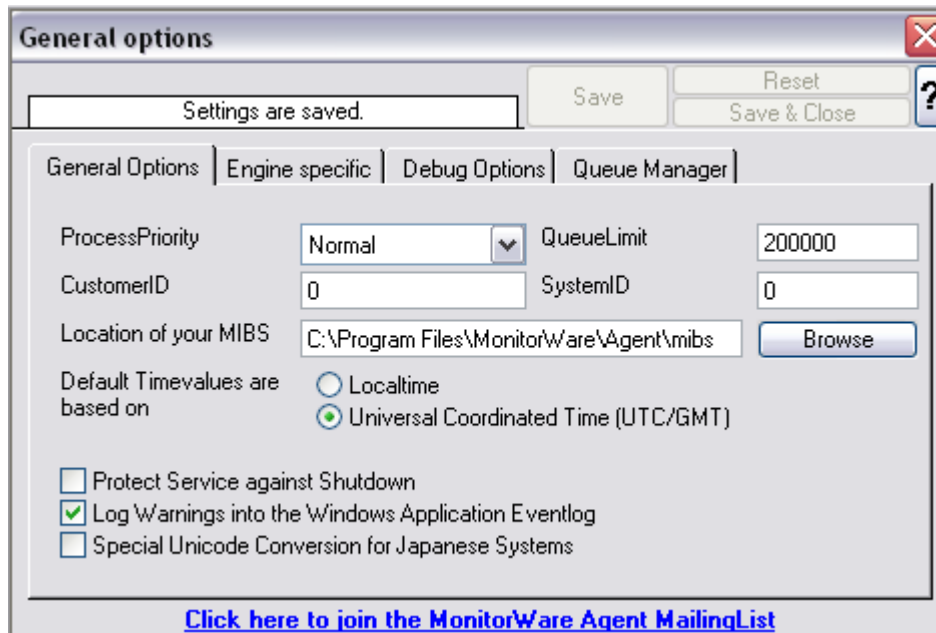 General options
Settings are saved.
Save
Reset
Save & Close
?
General Options
Engine specific
Debug Options
Queue Manager
ProcessPriority
Normal
QueueLimit
200000
CustomerID
0
SystemID
0
Location of your MIBS
C:\Program Files\MonitorWare\Agent\mibs
Browse
Default Timevalues are
based on
Localtime
Universal Coordinated Time (UTC/GMT)
Protect Service against Shutdown
Log Warnings into the Windows Application Eventlog
Special Unicode Conversion for Japanese Systems
Click here to join the MonitorWare Agent MailingList